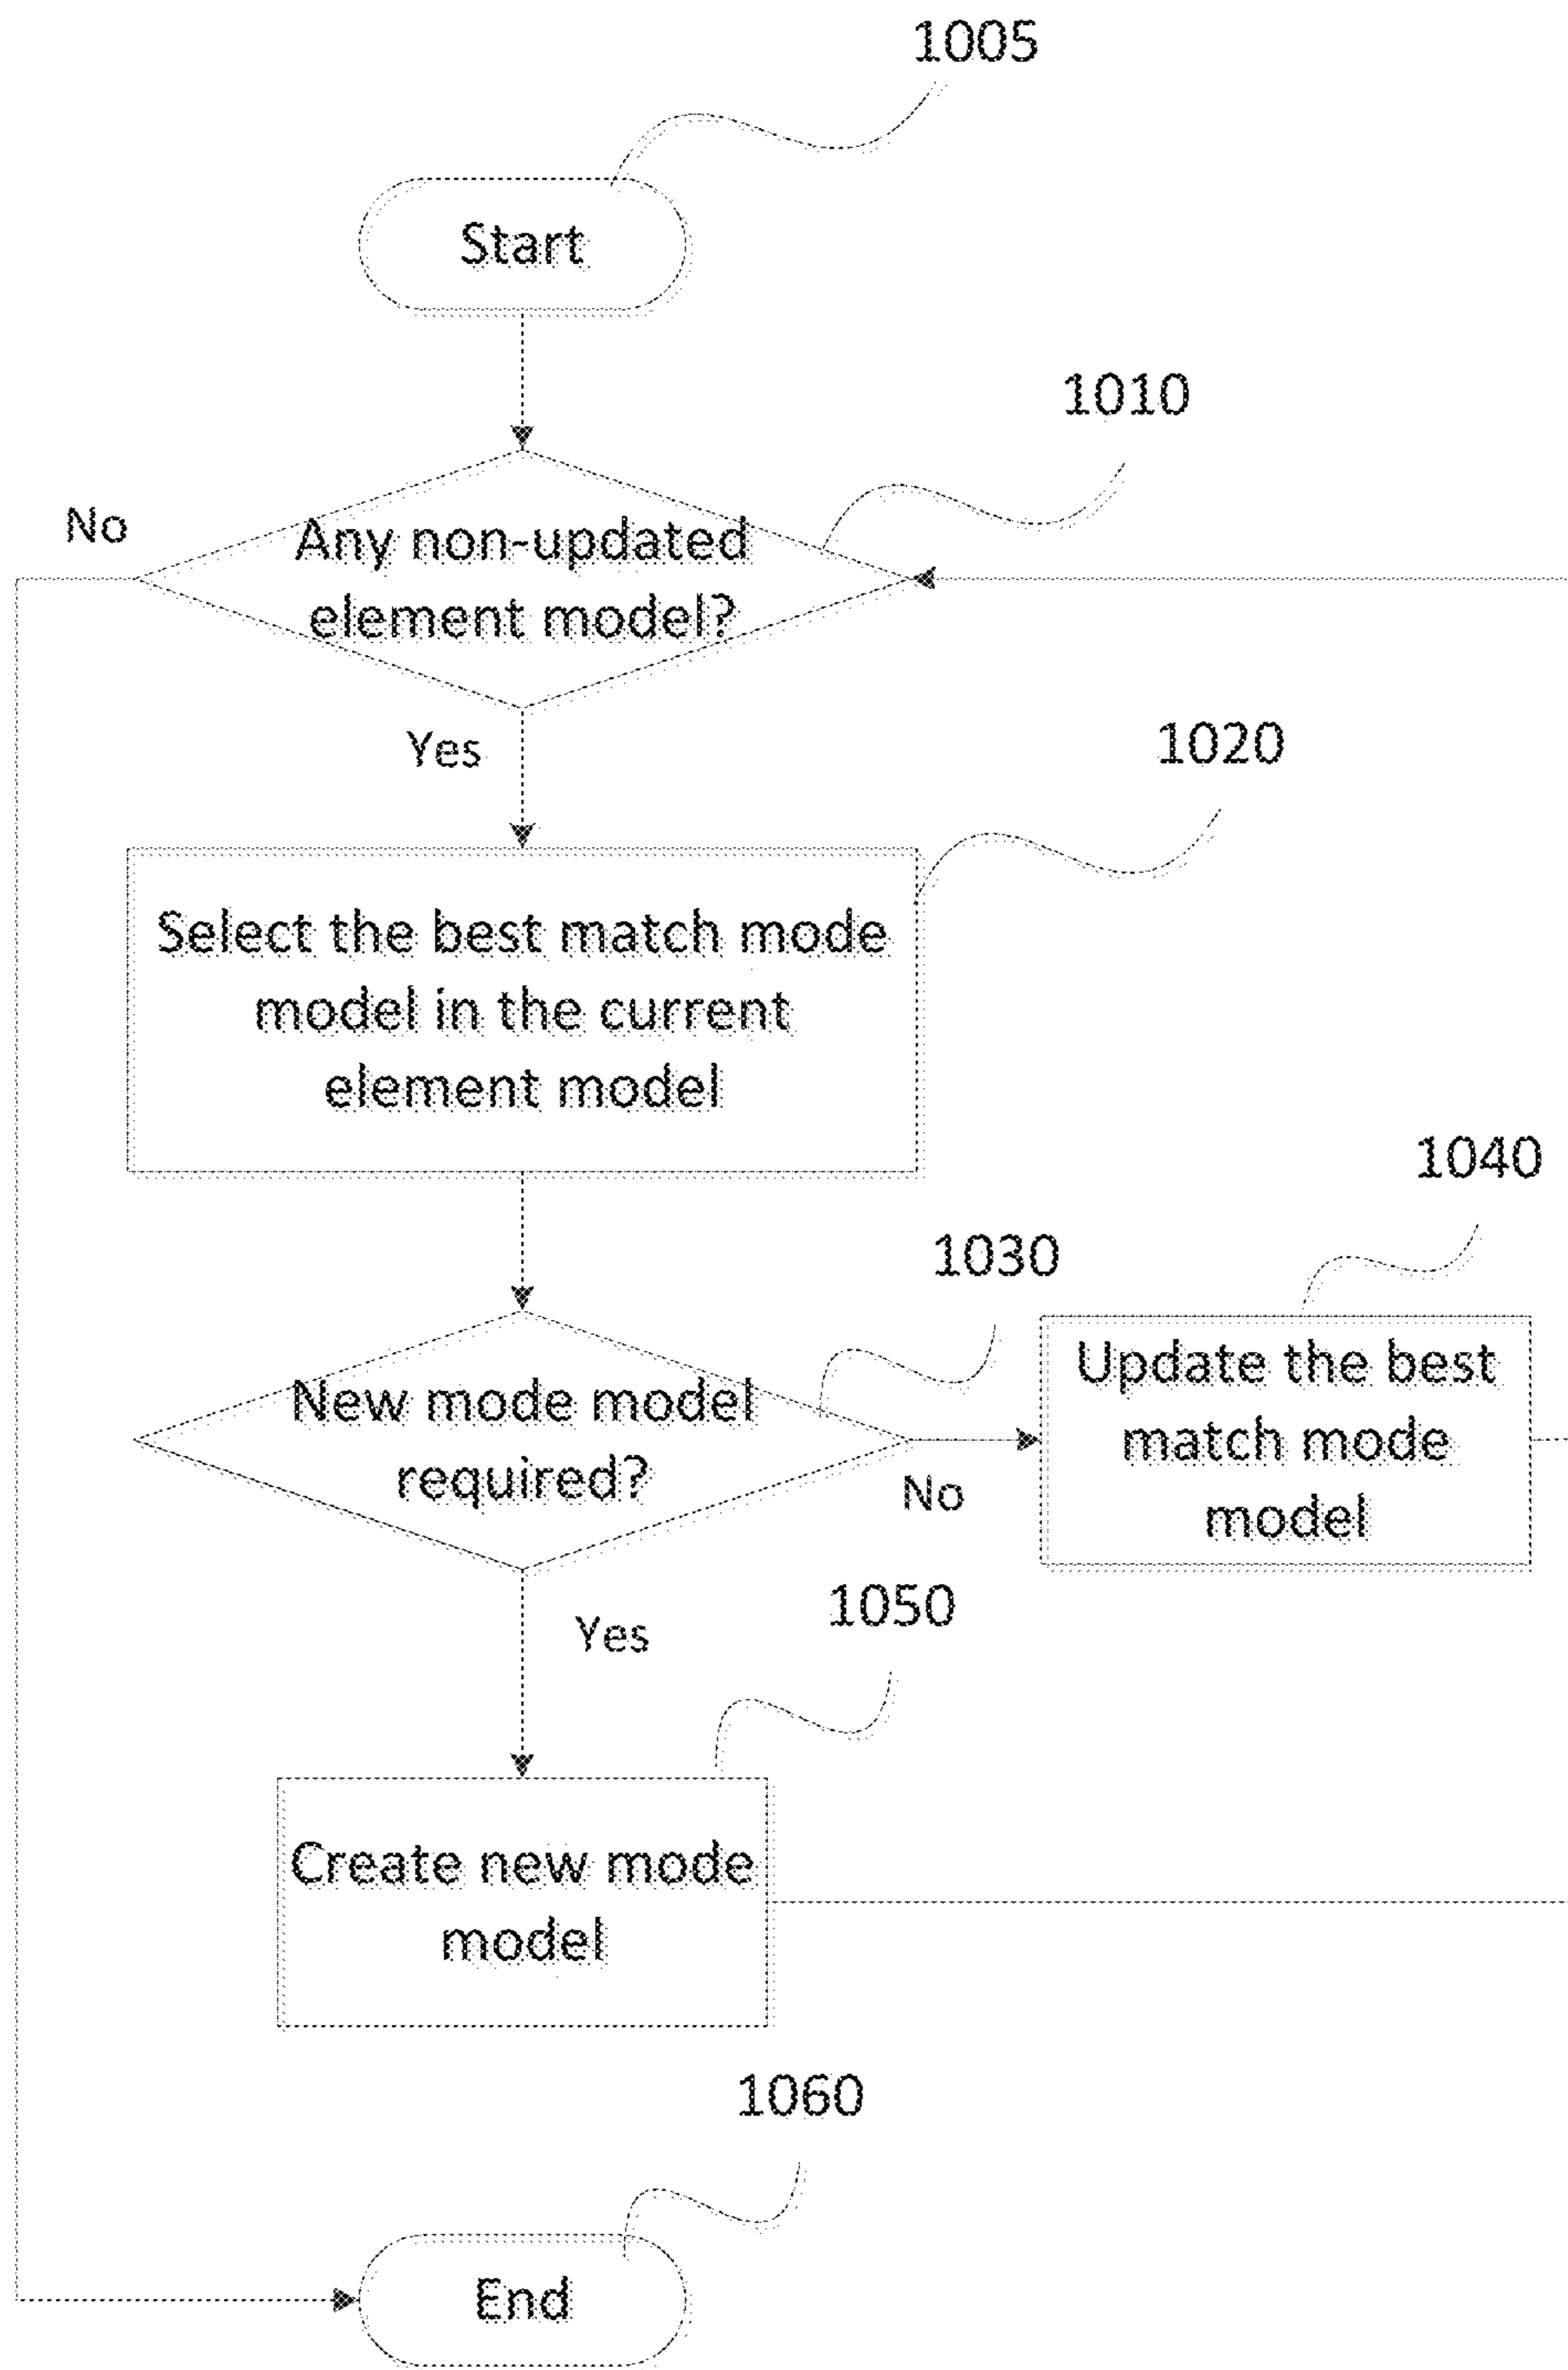 1005
Start
1010
No
Any non-updated
element model?
Yes
1020
Select the best match mode
model in the current
element model
1040
1030
New mode model
required?
No
Update the best
match mode
model
Yes
1050
Create new mode
model
1060
End